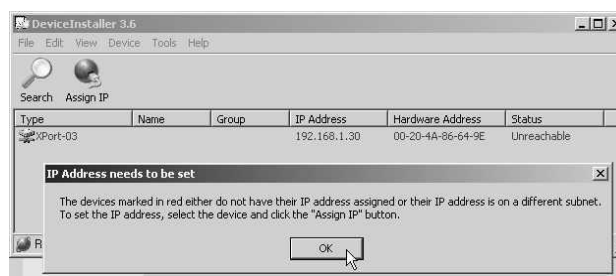 DeviceInstaller 3.6
File Edit View Device Tools Help
Search Assign IP
Type Name Group IP Address Hardware Address Status
XPort-03 192.168.1.30 00-20-4A-86-64-9E Unreachable
IP Address needs to be set
The devices marked in red either do not have their IP address assigned or their IP address is on a different subnet.
To set the IP address, select the device and click the "Assign IP" button.
R
OK